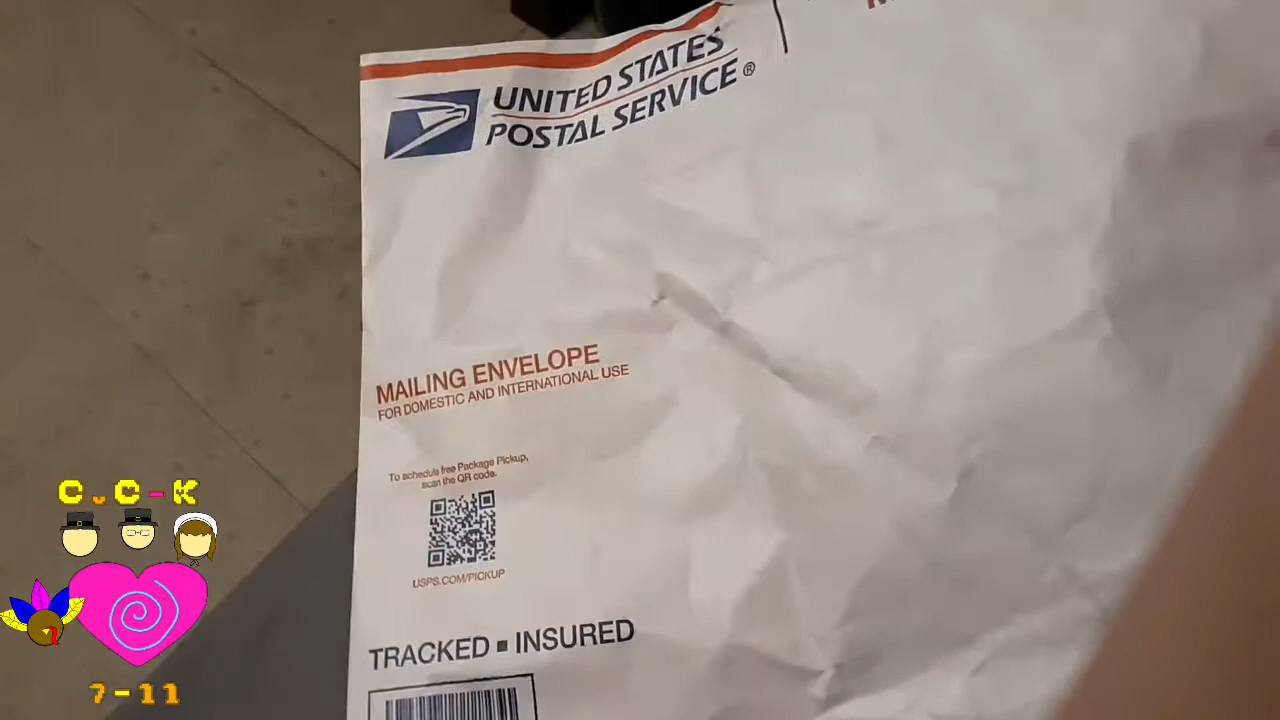 UNITED STATES
POSTAL SERVICE®
MAILING ENVELOPE
FOR DOMESTIC AND INTERNATIONAL USE
To schedule free Package Pickup,
scan the QR code.
USPS.COM/PICKUP
TRACKED ■ INSURED
C.C-K
7-11